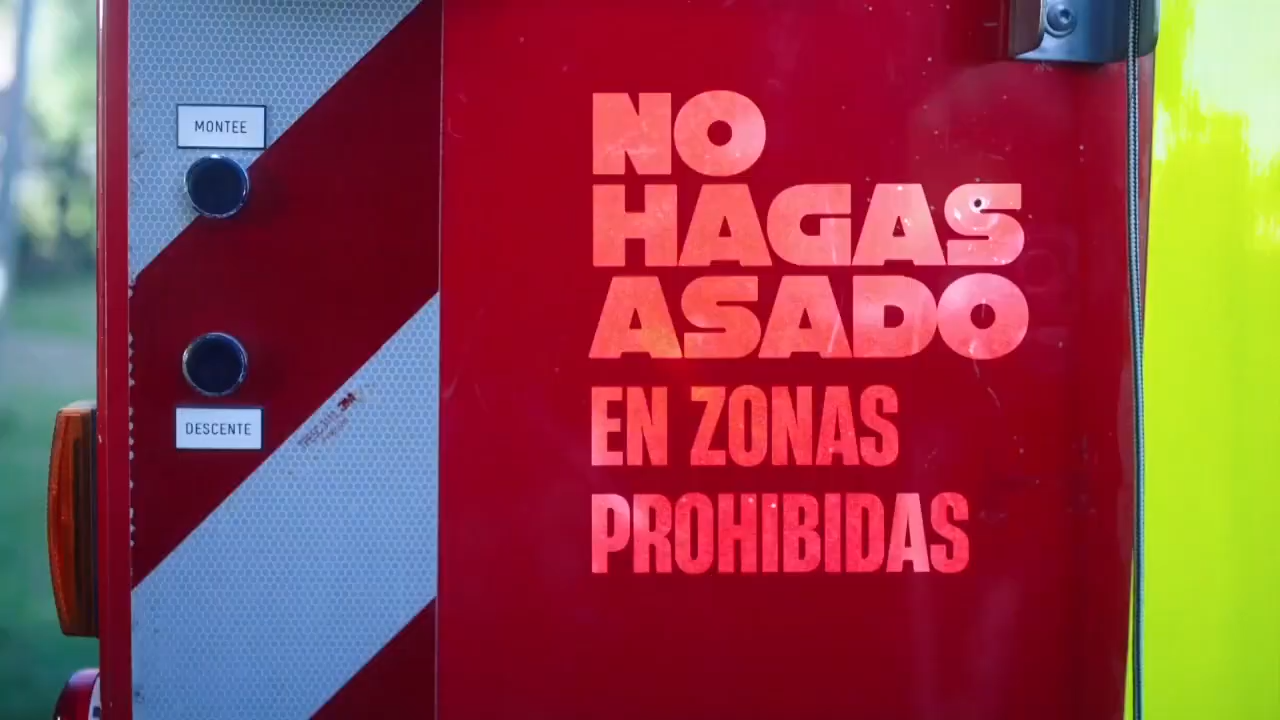 MONTEE
DESCENTE
NO
HAGAS
ASADO
EN ZONAS
PROHIBIDAS